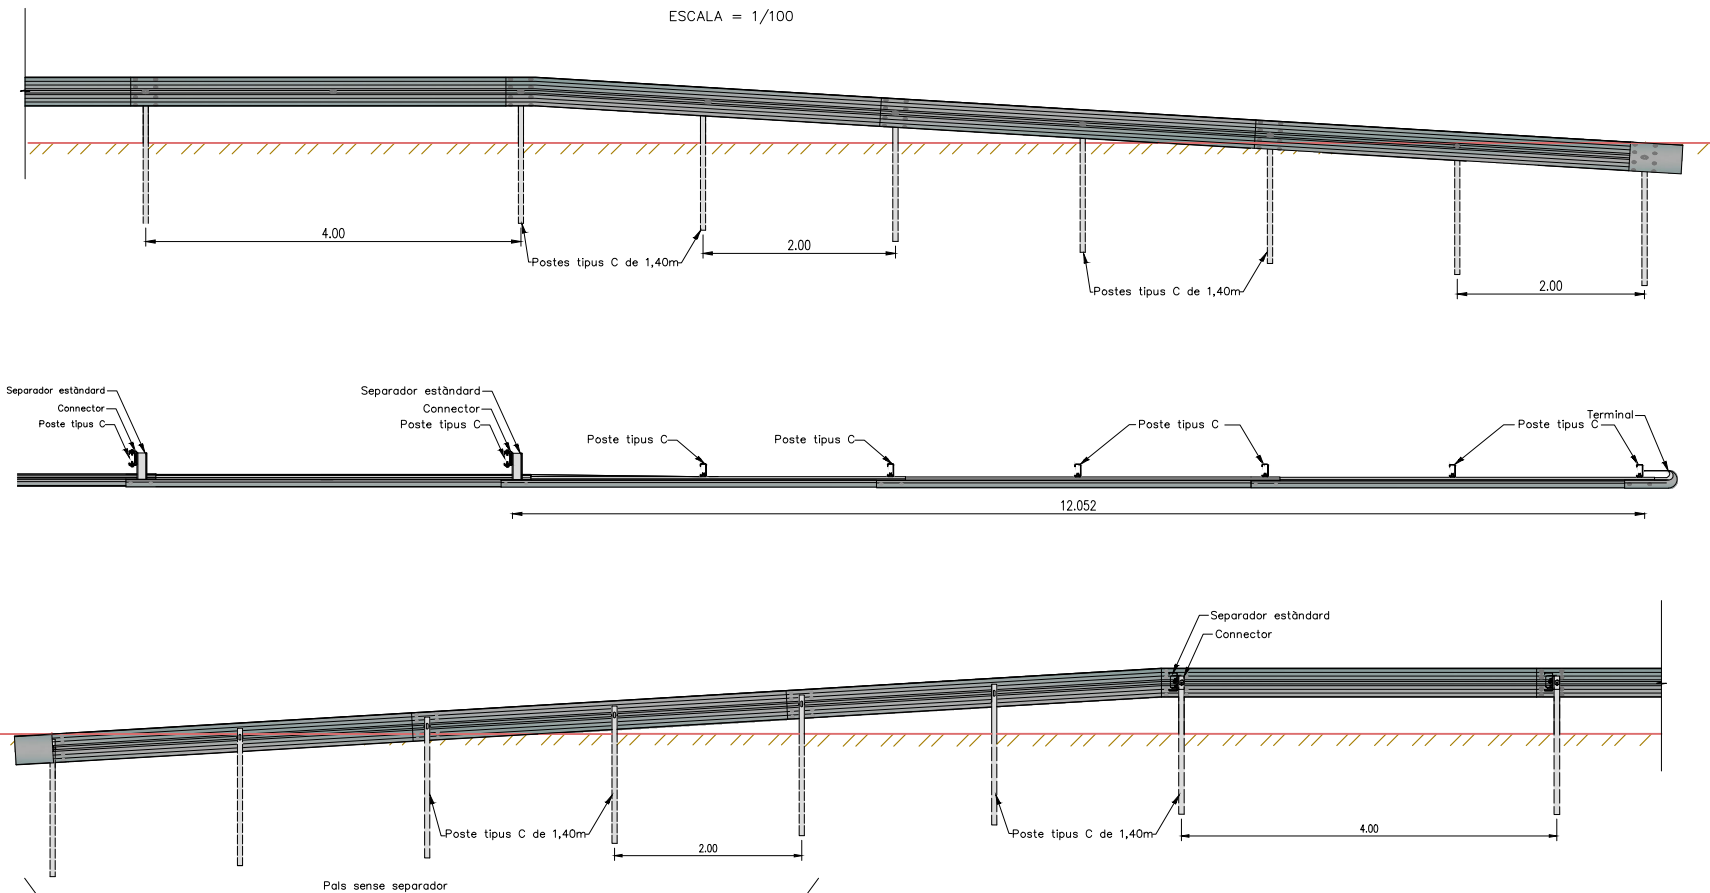 ESCALA = 1/100
4.00
Postes tipus C de 1,40m
2.00
Postes tipus C de 1,40m
2.00
Separador estàndard
Connector
Poste tipus C
Separador estàndard
Connector
Poste tipus C
Poste tipus C
Poste tipus C
Poste tipus C
Terminal
Poste tipus C
12.052
Separador estàndard
Connector
Poste tipus C de 1,40m
2.00
Poste tipus C de 1,40m
4.00
Pals sense separador